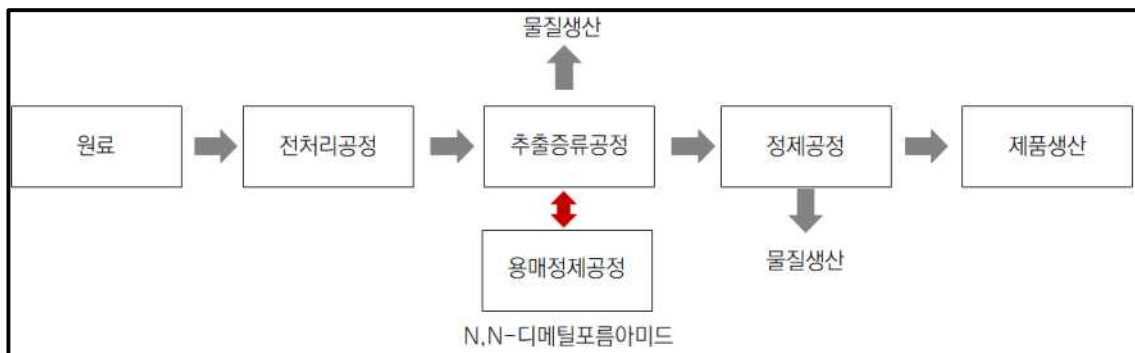 물질생산
원료
전처리공정
추출증류공정
정제공정
제품생산
용매정제공정
물질생산
N,N-디메틸포름아미드